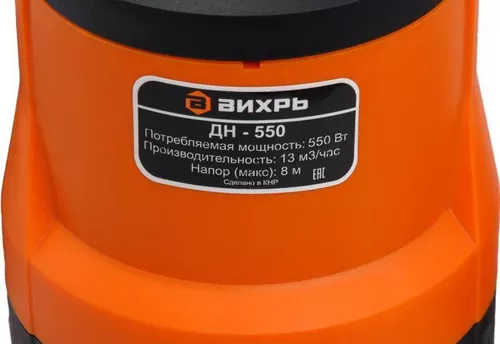 ВИХРЬ
ДН - 550
Потребляемая мощность: 550 Вт
Производительность: 13 м3/час
Напор (макс): 8 м
Сделано в КНР
EAC